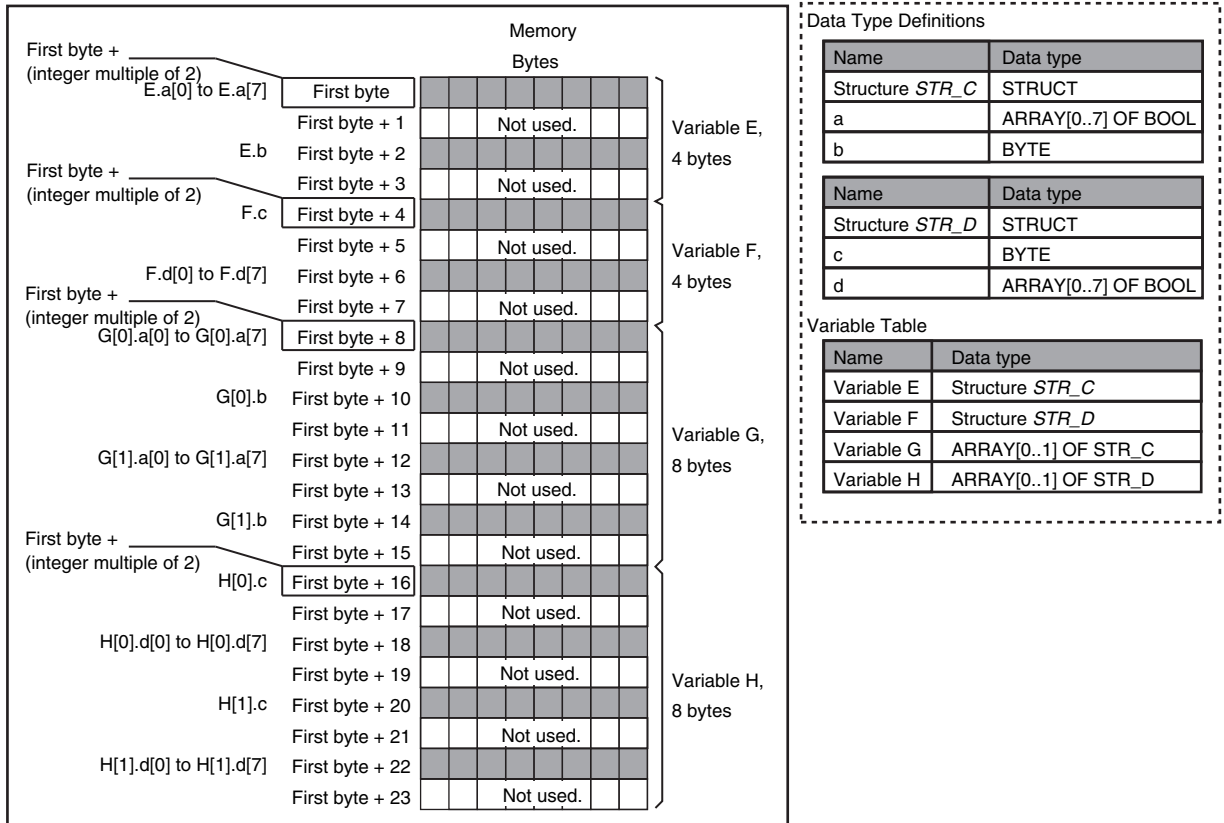 Memory
Bytes
First byte +
(integer multiple of 2)
E.a[0] to E.a[7] First byte
First byte + 1 Not used.
E.b First byte + 2
First byte + 3 Not used.
Variable E,
4 bytes
First byte +
(integer multiple of 2)
F.c First byte + 4
First byte + 5 Not used.
F.d[0] to F.d[7] First byte + 6
First byte + 7 Not used.
Variable F,
4 bytes
First byte +
(integer multiple of 2)
G[0].a[0] to G[0].a[7] First byte + 8
First byte + 9 Not used.
G[0].b First byte + 10
First byte + 11 Not used.
G[1].a[0] to G[1].a[7] First byte + 12
First byte + 13 Not used.
G[1].b First byte + 14
First byte + 15 Not used.
Variable G,
8 bytes
First byte +
(integer multiple of 2)
H[0].c First byte + 16
First byte + 17 Not used.
H[0].d[0] to H[0].d[7] First byte + 18
First byte + 19 Not used.
H[1].c First byte + 20
First byte + 21 Not used.
H[1].d[0] to H[1].d[7] First byte + 22
First byte + 23 Not used.
Variable H,
8 bytes
Data Type Definitions
Name Data type
Structure STR_C STRUCT
a ARRAY[0..7] OF BOOL
b BYTE
Name Data type
Structure STR_D STRUCT
c BYTE
d ARRAY[0..7] OF BOOL
Variable Table
Name Data type
Variable E Structure STR_C
Variable F Structure STR_D
Variable G ARRAY[0..1] OF STR_C
Variable H ARRAY[0..1] OF STR_D